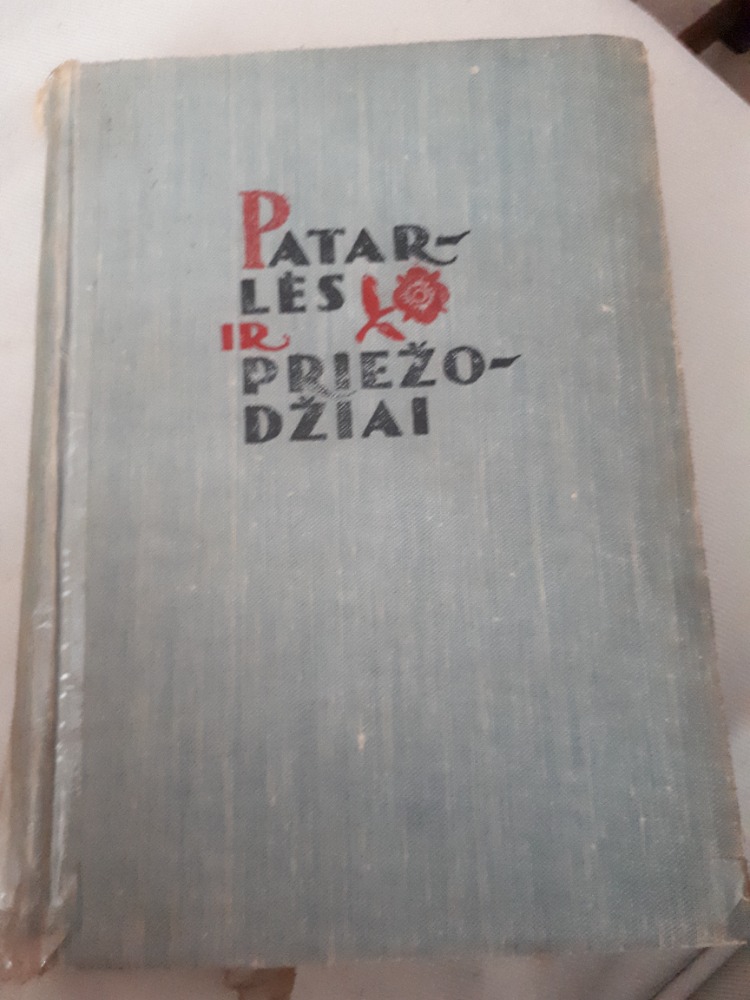 PATAR-
LĖS
IR
PRIEŽO-
DŽIAI